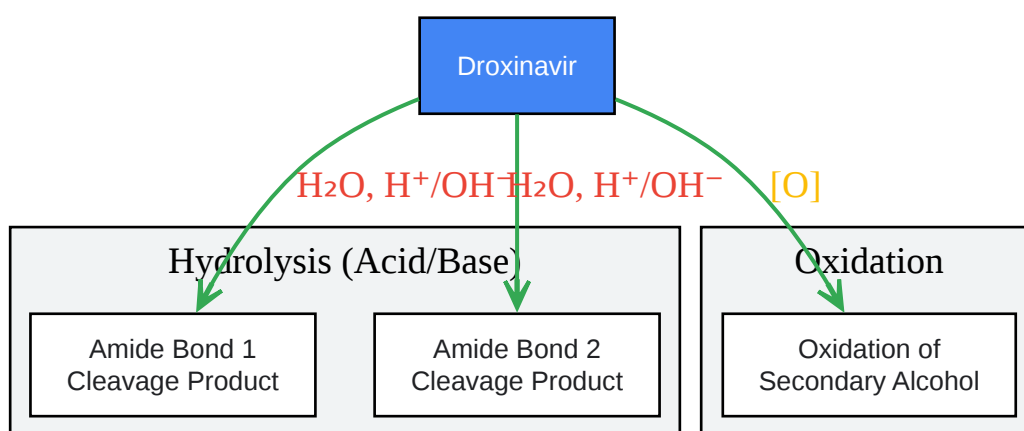 Droxinavir
H₂O, H⁺/OH⁻
H₂O, H⁺/OH⁻
[O]
Hydrolysis (Acid/Base)
Oxidation
Amide Bond 1
Cleavage Product
Amide Bond 2
Cleavage Product
Oxidation of
Secondary Alcohol